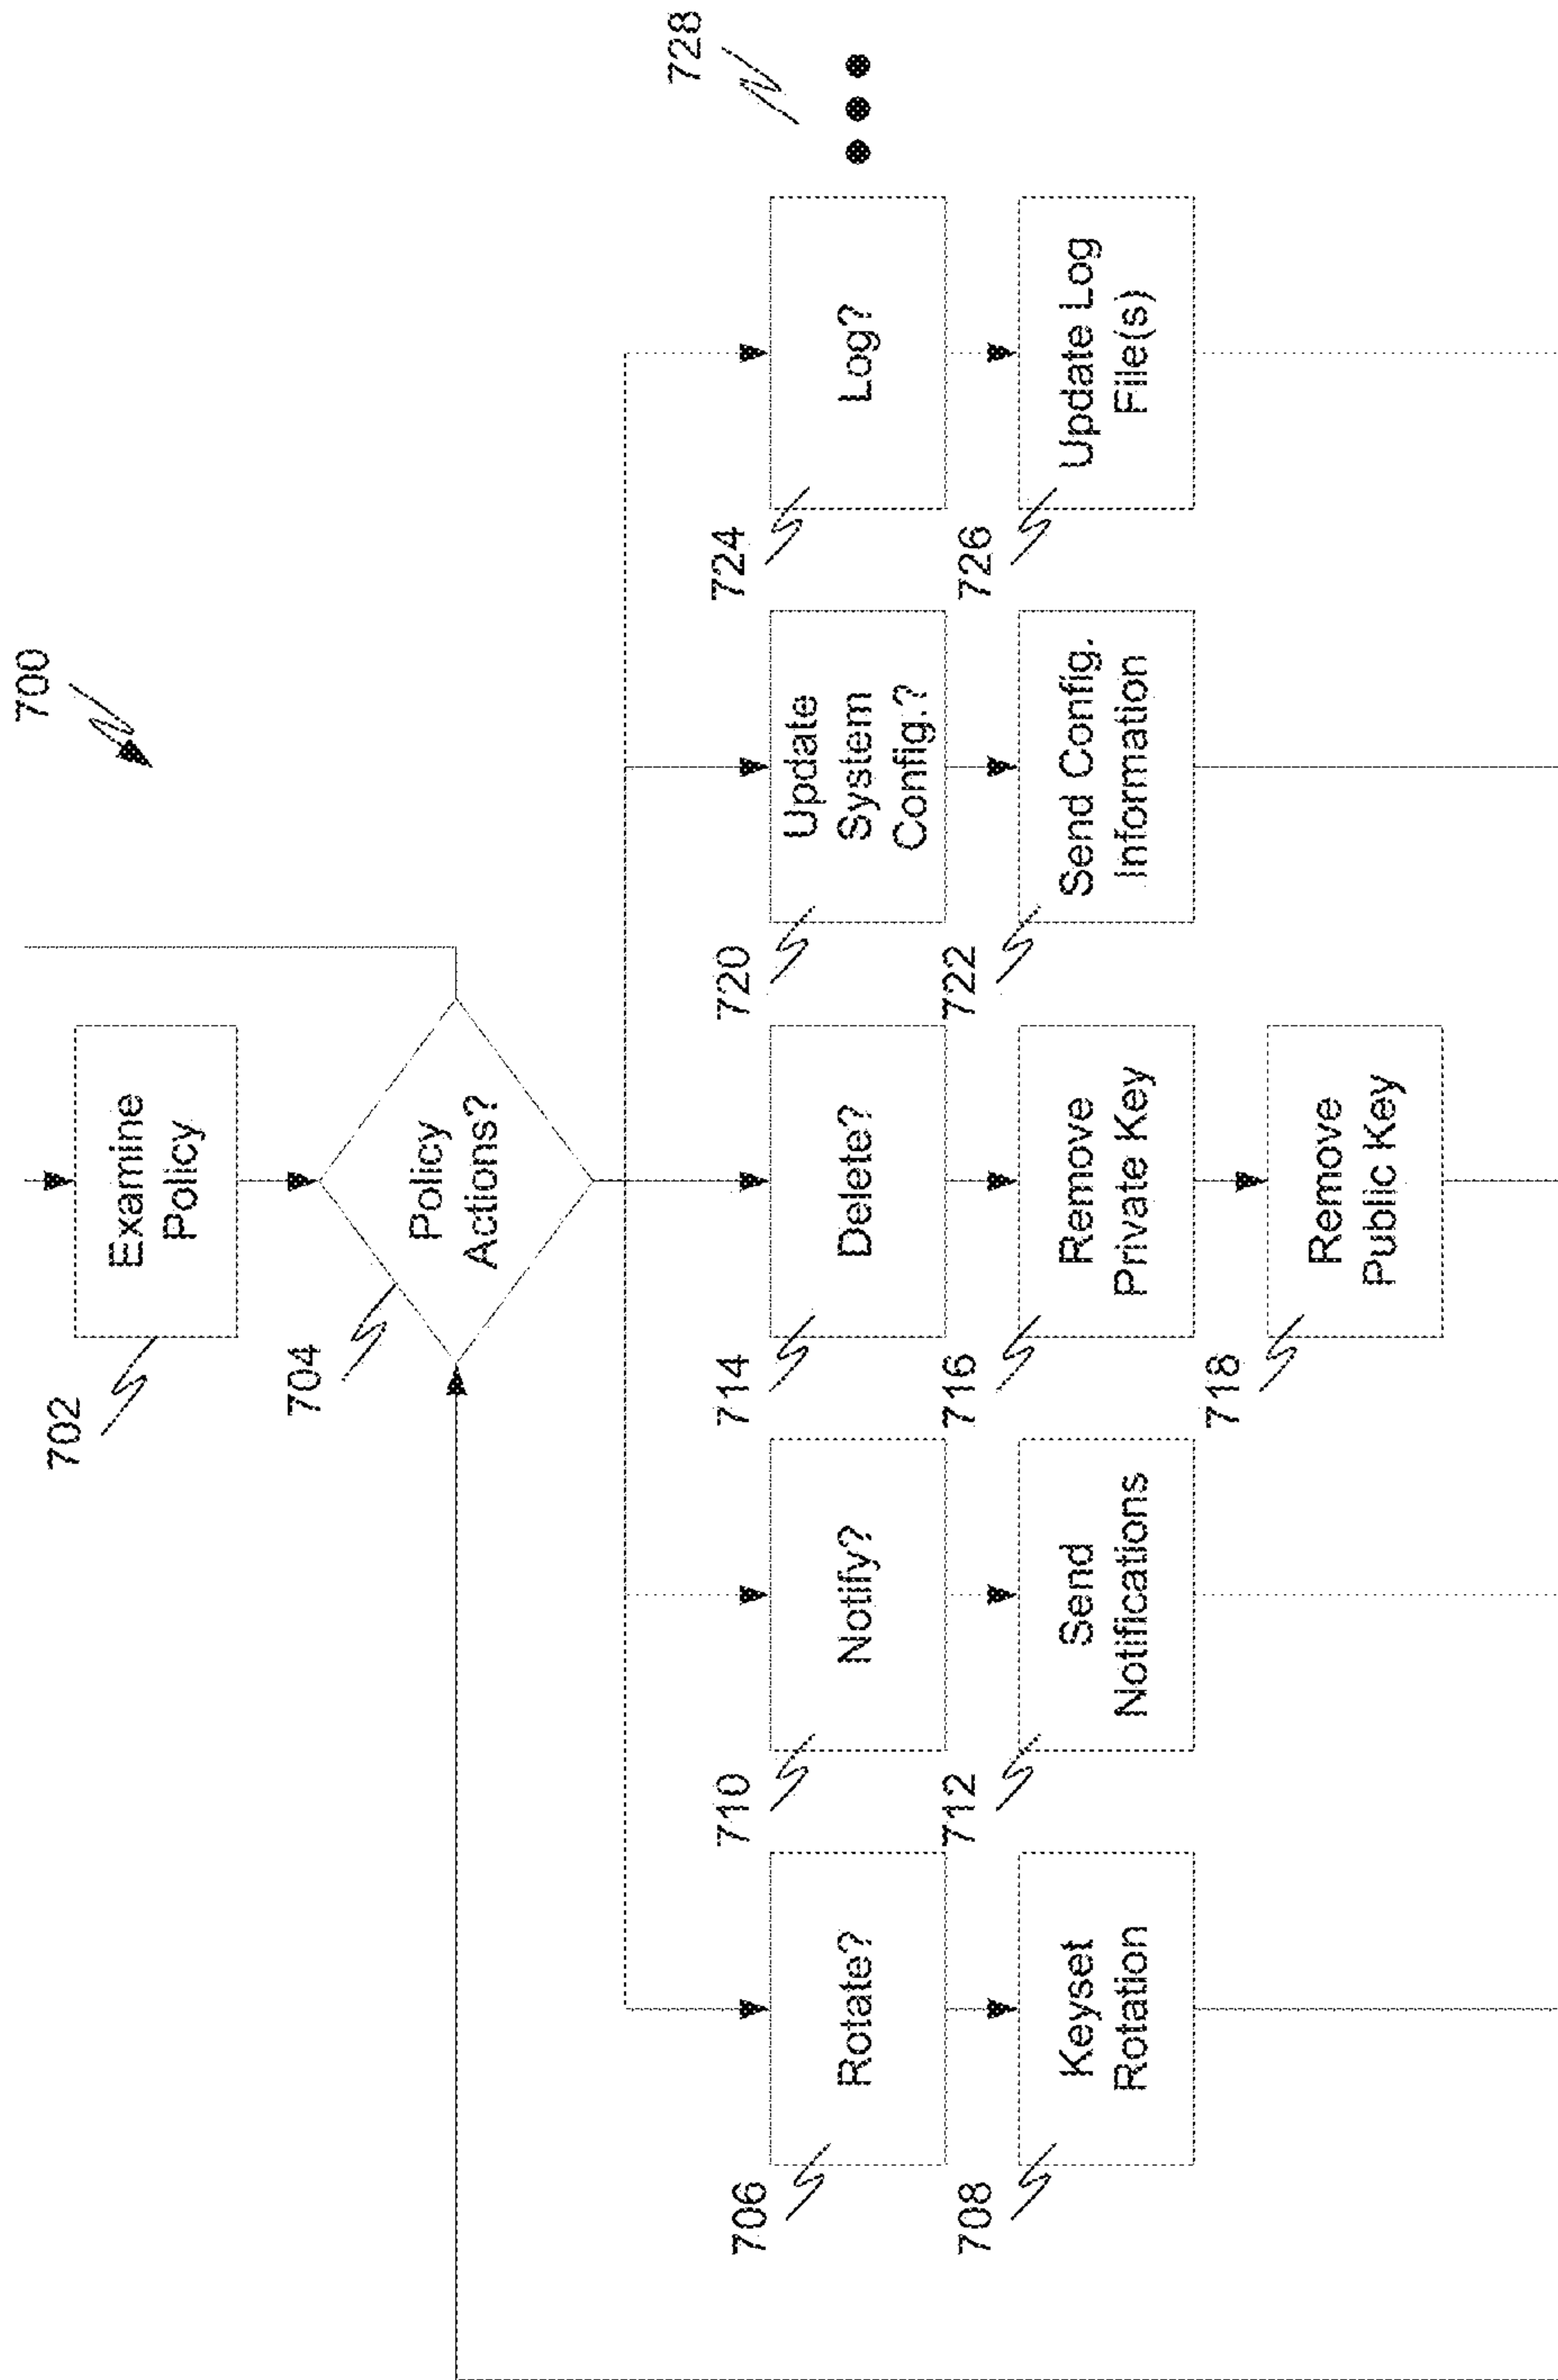 700
702
Examine
Policy
704
Policy
Actions?
706
Rotate?
710
Notify?
714
Delete?
720
Update
System
Config.?
724
Log?
728
708
Keyset
Rotation
712
Send
Notifications
716
Remove
Private Key
722
Send Config.
Information
726
Update Log
File(s)
718
Remove
Public Key